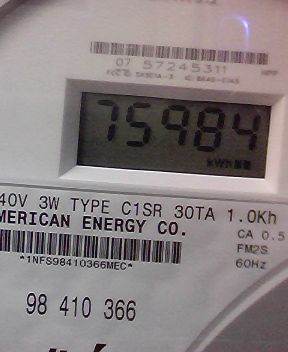 07 57245311
75984
kWh
40V 3W TYPE C1SR 30TA 1.0Kh
MERICAN ENERGY CO.
CA 0.5
FM2S
60Hz
*1NFS98410366MEC*
98 410 366